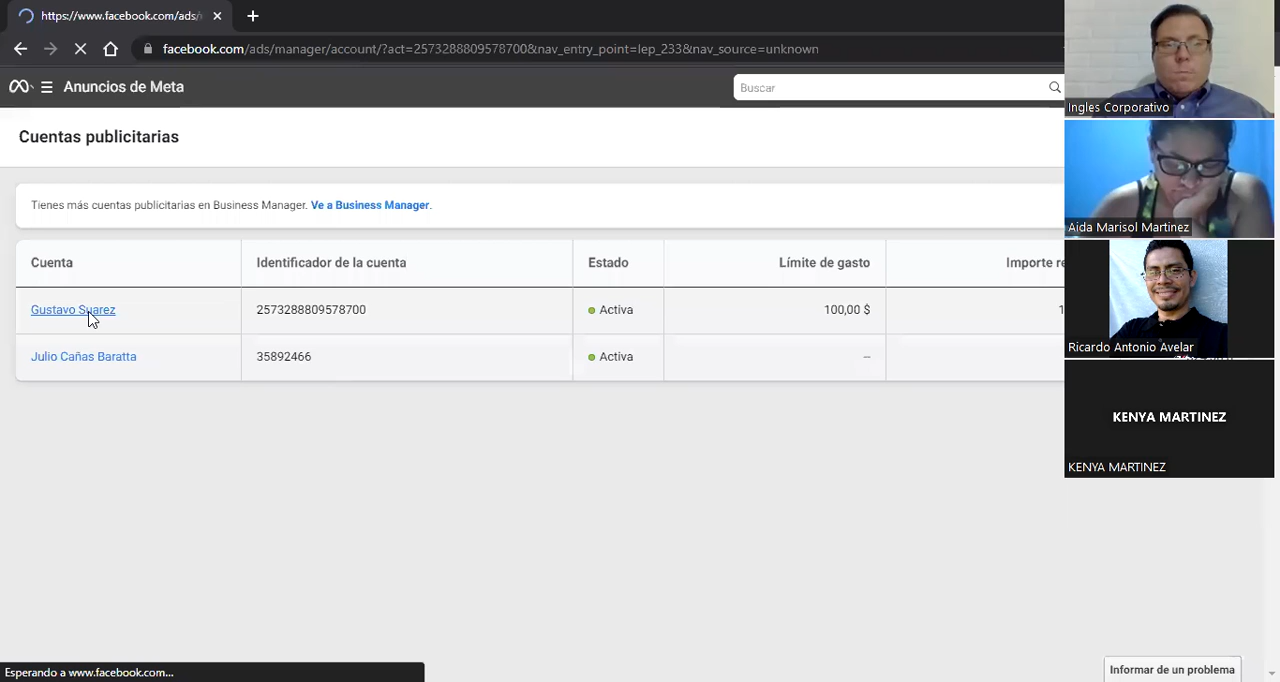 https://www.facebook.com/ads/
facebook.com/ads/manager/account/?act=2573288809578700&nav_entry_point=lep_233&nav_source=unknown
Anuncios de Meta
Buscar
Cuentas publicitarias
Tienes más cuentas publicitarias en Business Manager. Ve a Business Manager.
Cuenta Identificador de la cuenta Estado Límite de gasto Importe
Gustavo Suarez 2573288809578700 Activa 100,00 $ 1
Julio Cañas Baratta 35892466 Activa --
Esperando a www.facebook.com...
Informar de un problema
Ingles Corporativo
Aida Marisol Martinez
Ricardo Antonio Avelar
KENYA MARTINEZ
KENYA MARTINEZ